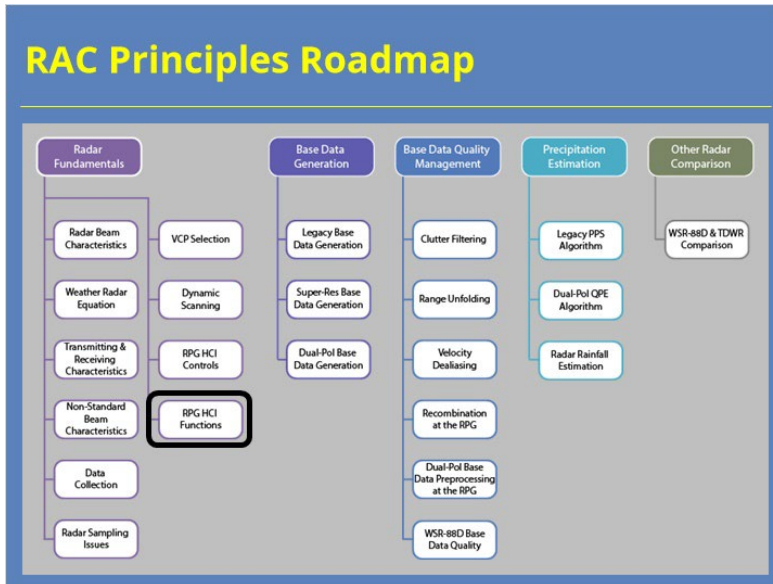 RAC Principles Roadmap
Radar
Fundamentals
Radar Beam
Characteristics
Weather Radar
Equation
Transmitting &
Receiving
Characteristics
Non-Standard
Beam
Characteristics
Data
Collection
Radar Sampling
Issues
VCP Selection
Dynamic
Scanning
RPG HCI
Controls
RPG HCI
Functions
Base Data
Generation
Legacy Base
Data Generation
Super-Res Base
Data Generation
Dual-Pol Base
Data Generation
Base Data Quality
Management
Clutter Filtering
Range Unfolding
Velocity
Dealiasing
Recombination
at the RPG
Dual-Pol Base
Data Preprocessing
at the RPG
WSR-88D Base
Data Quality
Precipitation
Estimation
Legacy PPS
Algorithm
Dual-Pol QPE
Algorithm
Radar Rainfall
Estimation
Other Radar
Comparison
WSR-88D & TDWR
Comparison